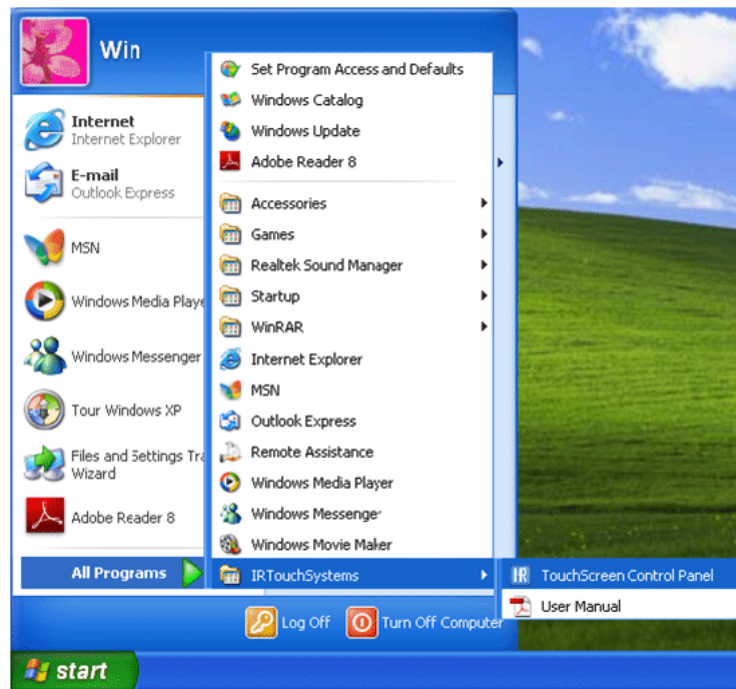 Win
Internet
Internet Explorer
E-mail
Outlook Express
MSN
Windows Media Playe
Windows Messenger
Tour Windows XP
Files and Settings Tra
Wizard
Adobe Reader 8
All Programs
Set Program Access and Defaults
Windows Catalog
Windows Update
Adobe Reader 8
Accessories
Games
Realtek Sound Manager
Startup
WinRAR
Internet Explorer
MSN
Outlook Express
Remote Assistance
Windows Media Player
Windows Messenger
Windows Movie Maker
IRTouchSystems
IR TouchScreen Control Panel
User Manual
Log Off
Turn Off Computer
start